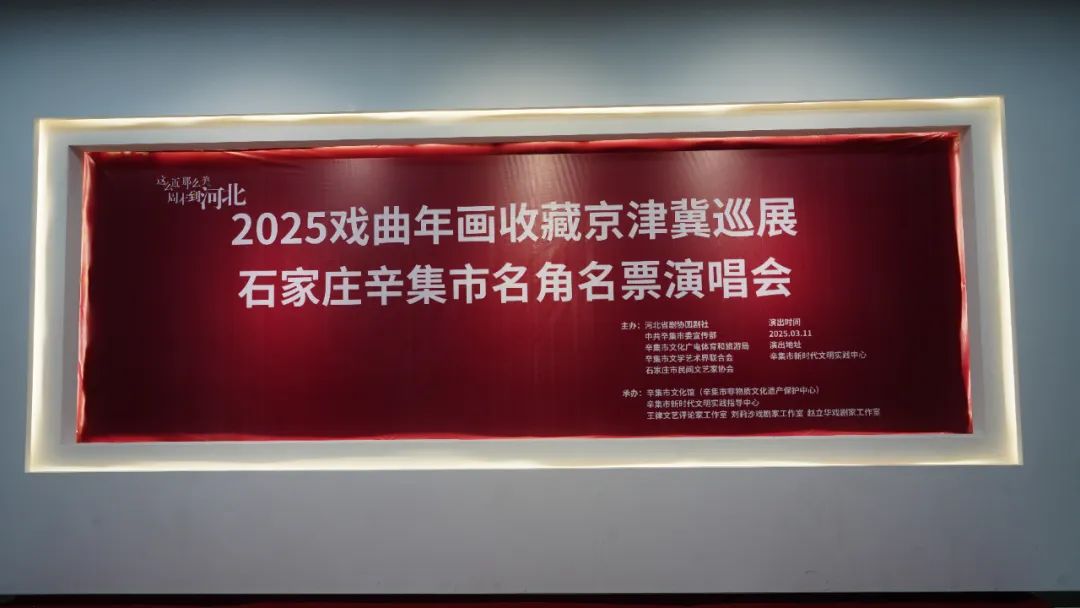 这么近 那么美
周末到河北
2025戏曲年画收藏京津冀巡展
石家庄辛集市名角名票演唱会
主办：河北省剧协园剧社
中共辛集市委宣传部
辛集市文化广电体育和旅游局
辛集市文学艺术界联合会
石家庄市民间文艺家协会
演出时间
2025.03.11
演出地址
辛集市新时代文明实践中心
承办：辛集市文化馆（辛集市非物质文化遗产保护中心）
辛集市新时代文明实践指导中心
王律文艺评论家工作室 刘莉沙戏剧家工作室 赵立华戏剧家工作室